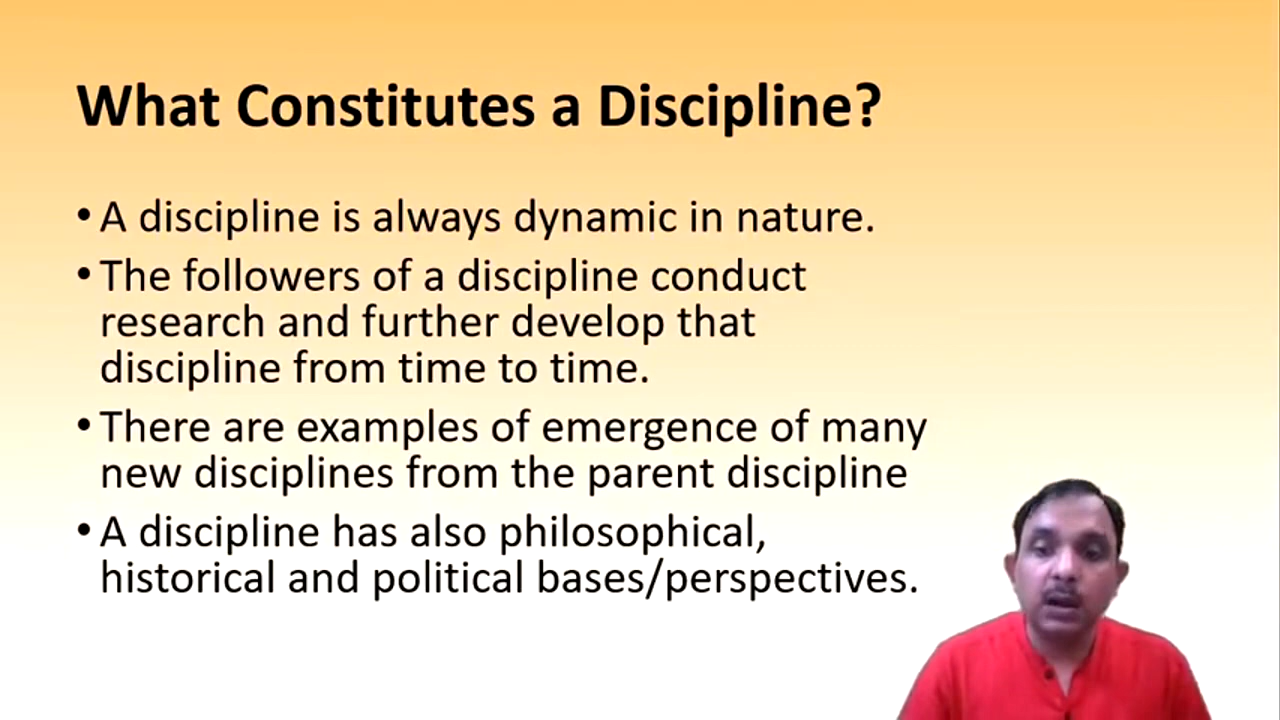 What Constitutes a Discipline?
• A discipline is always dynamic in nature.
• The followers of a discipline conduct
research and further develop that
discipline from time to time.
• There are examples of emergence of many
new disciplines from the parent discipline
• A discipline has also philosophical,
historical and political bases/perspectives.